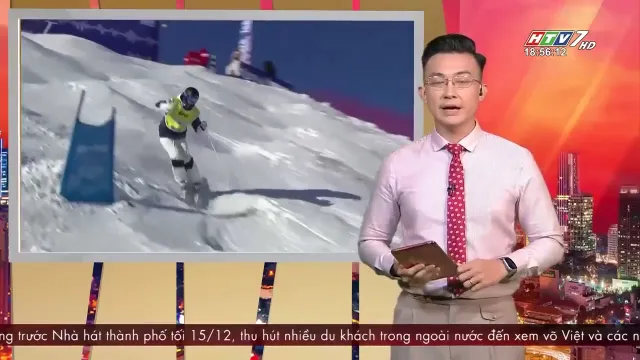 HTV7 HD
18:56:12
ng trước Nhà hát thành phố tối 15/12, thu hút nhiều du khách trong ngoài nước đến xem võ Việt và các n